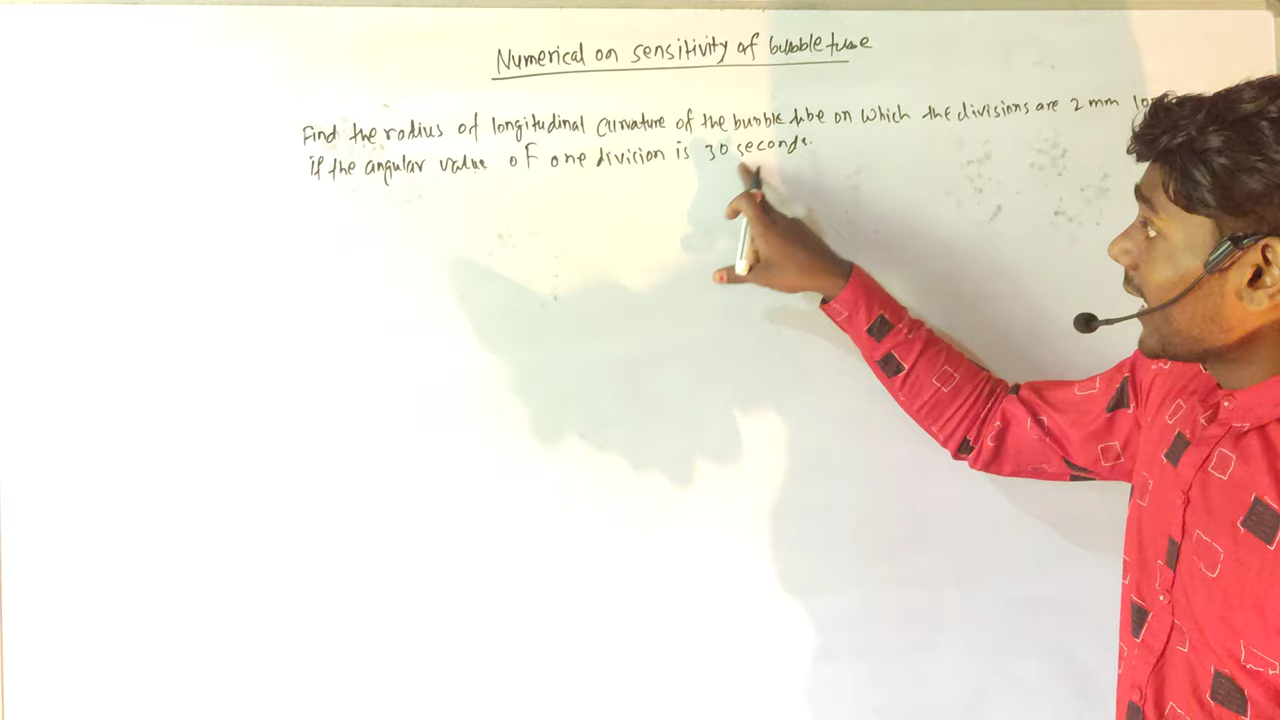 Numerical on sensitivity of bubble tube
Find the radius of longitudinal curvature of the bubble tube on which the divisions are 2 mm
if the angular value of one division is 30 seconds.